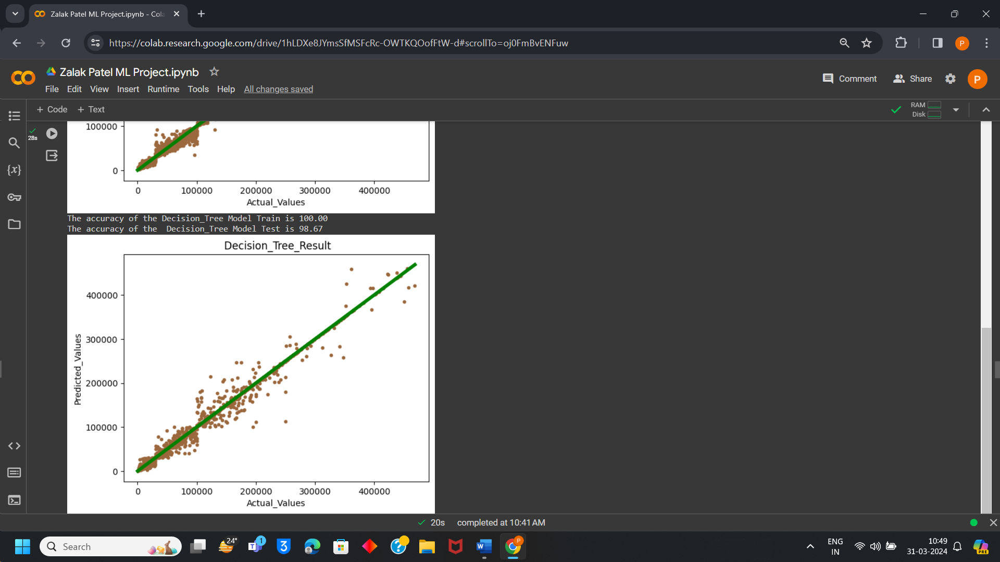 Zalak Patel ML Project.ipynb - Cola
https://colab.research.google.com/drive/1hLDXe8JYmsSfMSFcRc-OWTKQOofFtW-d#scrollTo=oj0FmBvENFuw
P
Zalak Patel ML Project.ipynb
File Edit View Insert Runtime Tools Help All changes saved
Comment Share P
+ Code + Text
RAM
Disk
28s
{x}
100000
0
0 100000 200000 300000 400000
Actual_Values
The accuracy of the Decision_Tree Model Train is 100.00
The accuracy of the  Decision_Tree Model Test is 98.67
Decision_Tree_Result
400000
300000
200000
100000
0
Predicted_Values
0 100000 200000 300000 400000
Actual_Values
20s completed at 10:41 AM
Search
24°
1
T
3
?
W
P
ENG
IN
10:49
31-03-2024
PRE